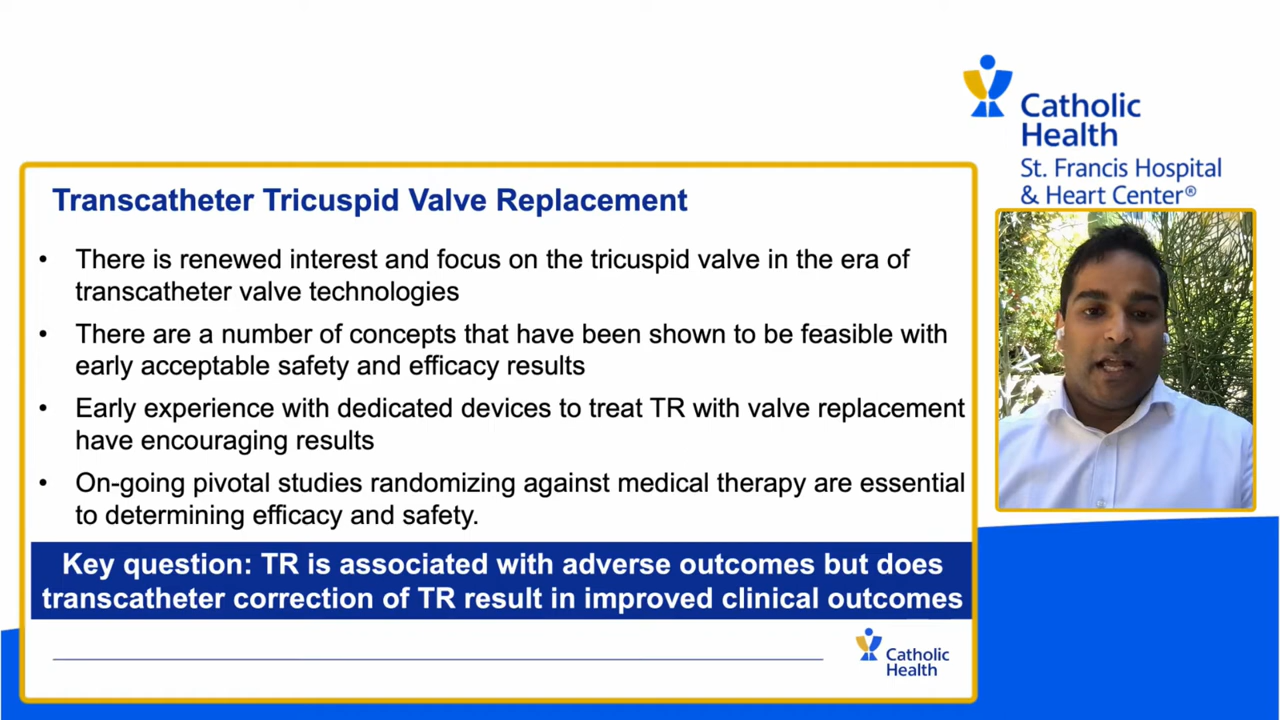 Catholic
Health
St. Francis Hospital
& Heart Center®
Transcatheter Tricuspid Valve Replacement
• There is renewed interest and focus on the tricuspid valve in the era of
transcatheter valve technologies
• There are a number of concepts that have been shown to be feasible with
early acceptable safety and efficacy results
• Early experience with dedicated devices to treat TR with valve replacement
have encouraging results
• On-going pivotal studies randomizing against medical therapy are essential
to determining efficacy and safety.
Key question: TR is associated with adverse outcomes but does
transcatheter correction of TR result in improved clinical outcomes
Catholic
Health